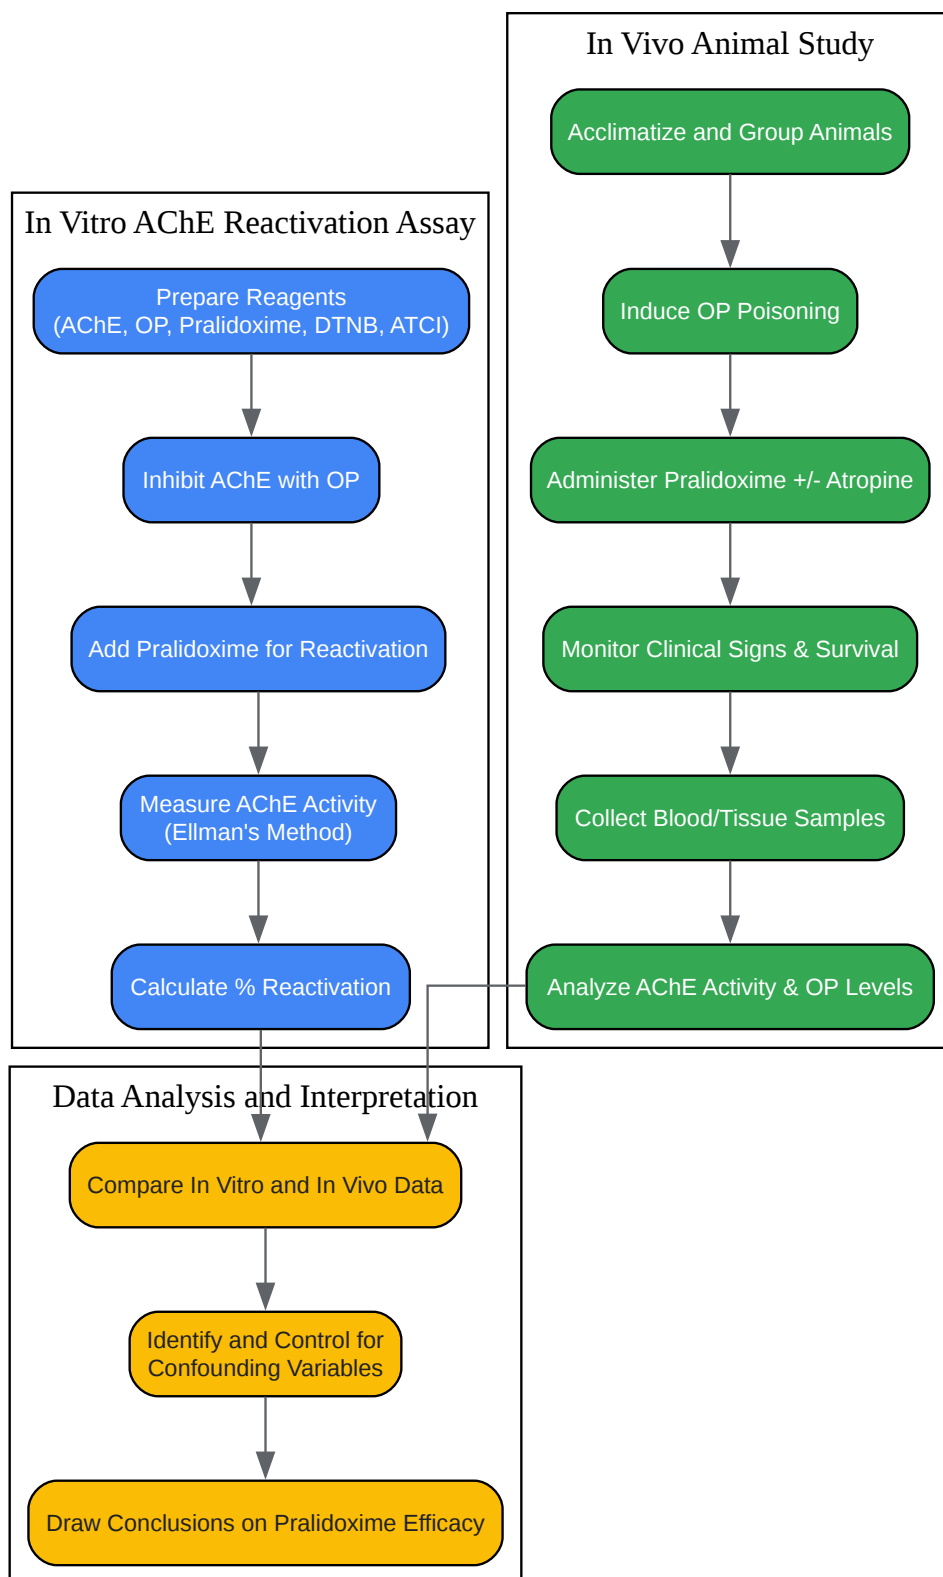 In Vivo Animal Study
Acclimatize and Group Animals
Induce OP Poisoning
Administer Pralidoxime +/- Atropine
Monitor Clinical Signs & Survival
Collect Blood/Tissue Samples
Analyze AChE Activity & OP Levels
In Vitro AChE Reactivation Assay
Prepare Reagents
(AChE, OP, Pralidoxime, DTNB, ATCI)
Inhibit AChE with OP
Add Pralidoxime for Reactivation
Measure AChE Activity
(Ellman's Method)
Calculate % Reactivation
Data Analysis and Interpretation
Compare In Vitro and In Vivo Data
Identify and Control for
Confounding Variables
Draw Conclusions on Pralidoxime Efficacy